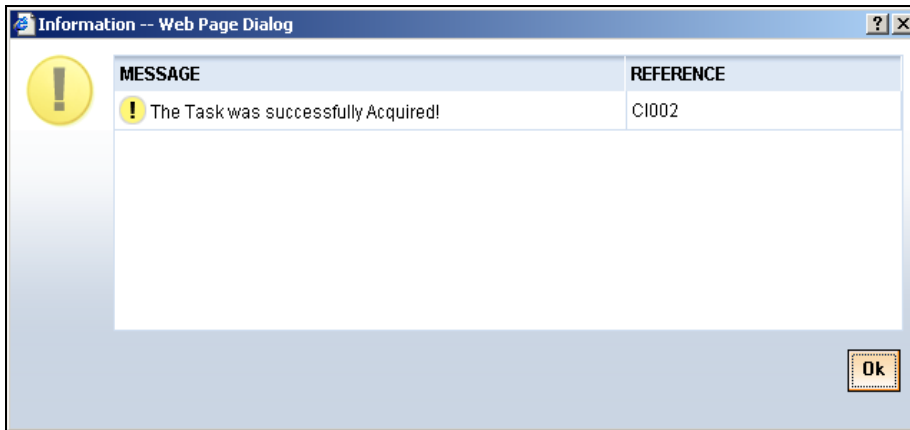 Information -- Web Page Dialog
MESSAGE REFERENCE
The Task was successfully Acquired! CI002
Ok